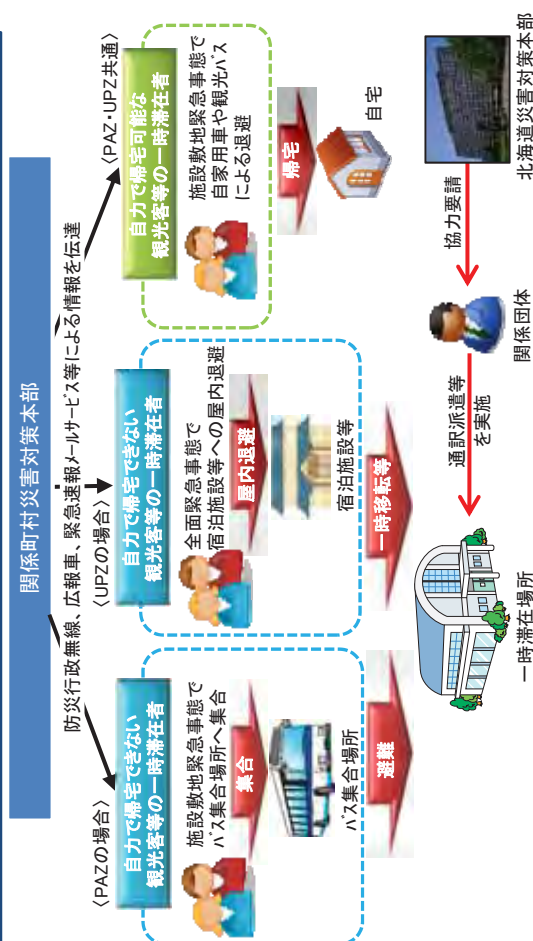 関係町村災害対策本部
防災行政無線、広報車、緊急速報メールサービス等による情報を伝達
〈PAZの場合〉
自力で帰宅できない
観光客等の一時滞在者
施設敷地緊急事態で
バス集合場所へ集合
集合
バス集合場所
避難
〈UPZの場合〉
自力で帰宅できない
観光客等の一時滞在者
全面緊急事態で
宿泊施設等への屋内退避
屋内退避
宿泊施設等
一時移転等
〈PAZ・UPZ共通〉
自力で帰宅可能な
観光客等の一時滞在者
施設敷地緊急事態で
自家用車や観光バス
による退避
帰宅
自宅
一時滞在場所
通訳派遣等
を実施
関係団体
協力要請
北海道災害対策本部